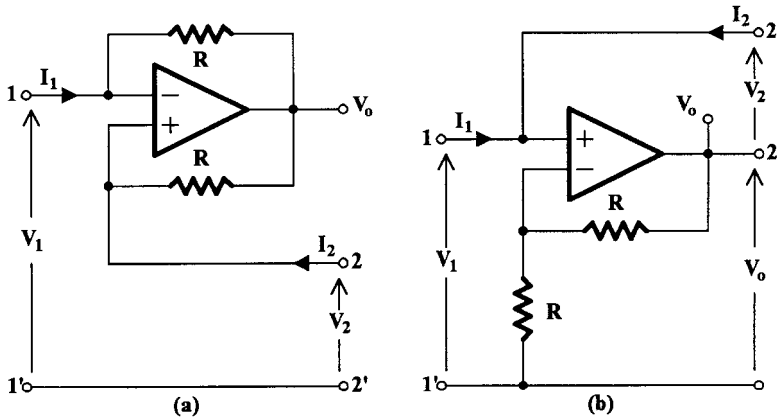 I₁
R
1
−
+
Vₒ
R
V₁
I₂
2
V₂
1'
2'
(a)
I₂
2
V₂
Vₒ
1
I₁
+
−
2
R
V₁
Vₒ
R
1'
(b)